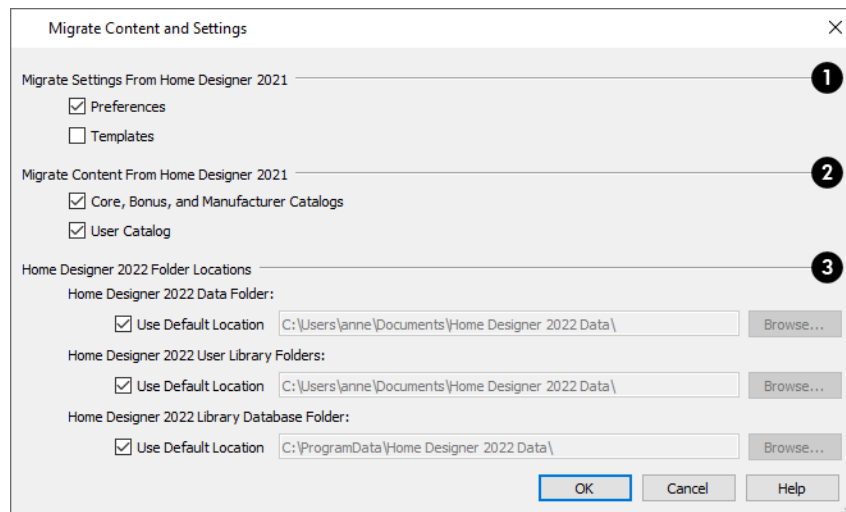 Migrate Content and Settings
Migrate Settings From Home Designer 2021
1
Preferences
Templates
Migrate Content From Home Designer 2021
2
Core, Bonus, and Manufacturer Catalogs
User Catalog
Home Designer 2022 Folder Locations
3
Home Designer 2022 Data Folder:
Use Default Location C:\Users\anne\Documents\Home Designer 2022 Data\ Browse...
Home Designer 2022 User Library Folders:
Use Default Location C:\Users\anne\Documents\Home Designer 2022 Data\ Browse...
Home Designer 2022 Library Database Folder:
Use Default Location C:\ProgramData\Home Designer 2022 Data\ Browse...
OK Cancel Help